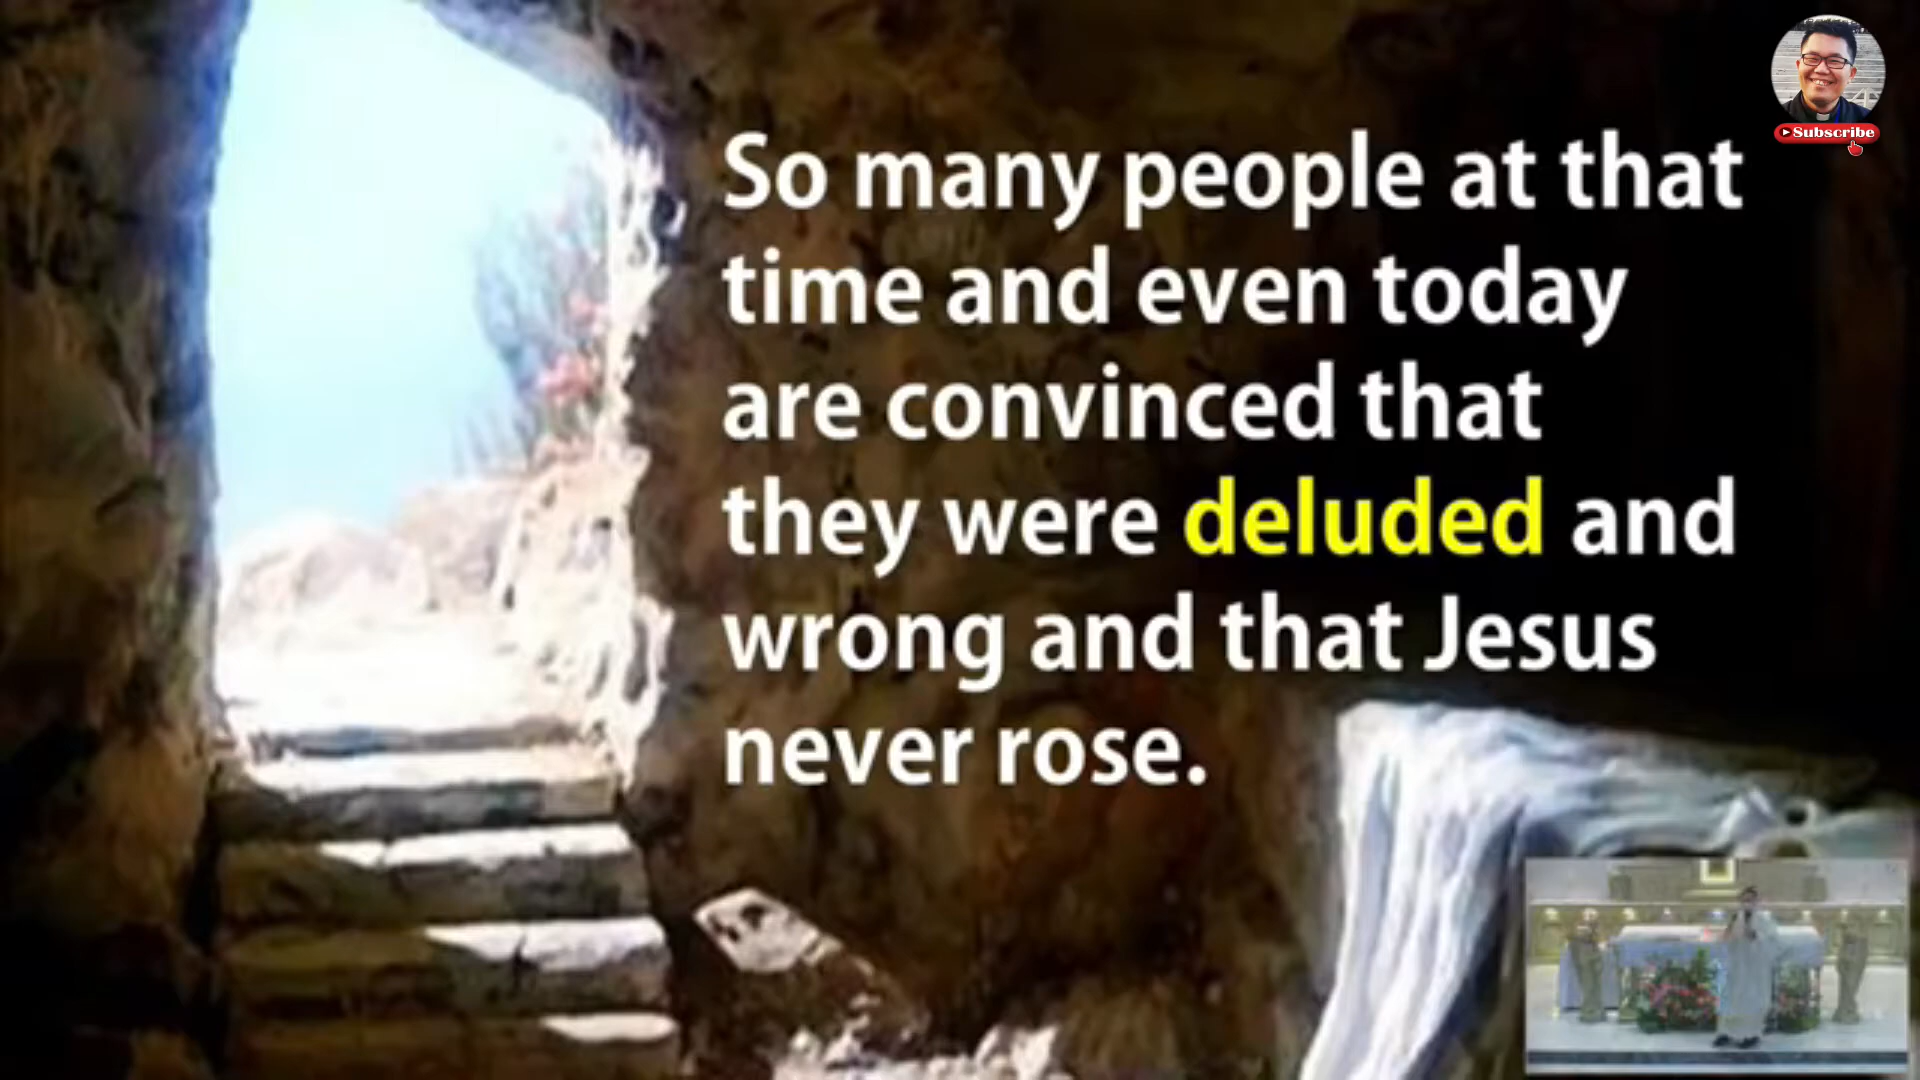 Subscribe
So many people at that
time and even today
are convinced that
they were deluded and
wrong and that Jesus
never rose.